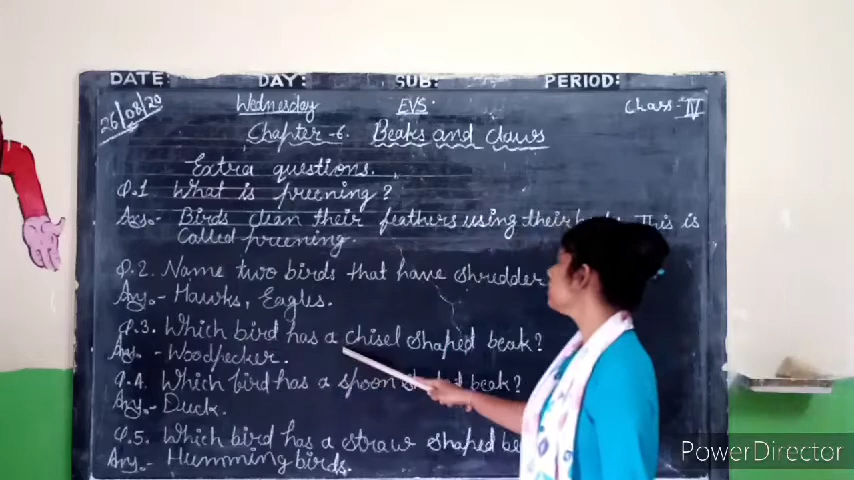 DATE: DAY: SUB: PERIOD:
26/08/20 Wednesday EVS. Class-IV
Chapter-6. Beaks and claws
Extra questions.
Q.1 What is preening?
Ans:- Birds clean their feathers using their This is
called preening.
Q.2. Name two birds that have shredder
Ans.- Hawks, Eagles.
Q.3. Which bird has a chisel shaped beak?
Ans. - Woodpecker.
Q.4. Which bird has a spoon shaped beak?
Ans.- Duck.
Q.5. Which bird has a straw shaped
Ans.- Humming birds.
PowerDirector